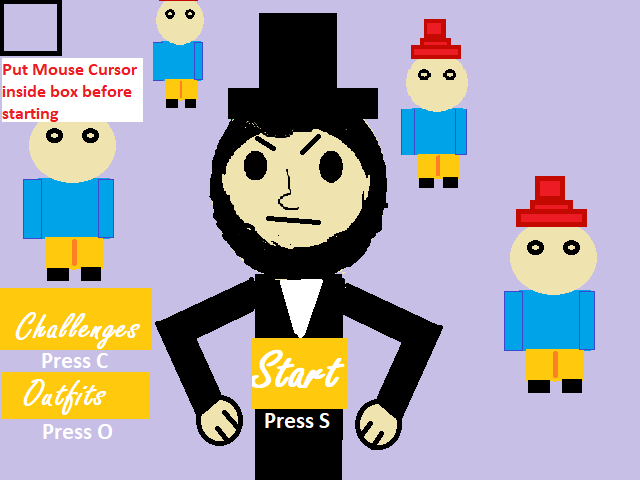 Put Mouse Cursor
inside box before
starting
Challenges
Press C
Outfits
Press O
Start
Press S